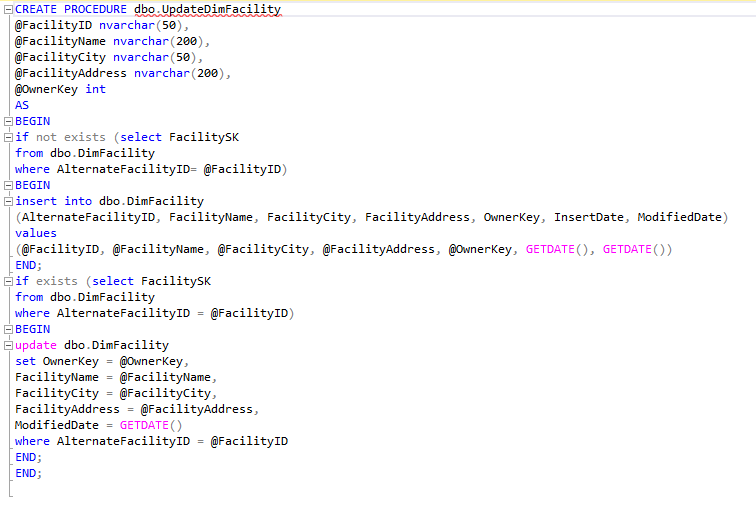 CREATE PROCEDURE dbo.UpdateDimFacility
@FacilityID nvarchar(50),
@FacilityName nvarchar(200),
@FacilityCity nvarchar(50),
@FacilityAddress nvarchar(200),
@OwnerKey int
AS
BEGIN
if not exists (select FacilitySK
from dbo.DimFacility
where AlternateFacilityID= @FacilityID)
BEGIN
insert into dbo.DimFacility
(AlternateFacilityID, FacilityName, FacilityCity, FacilityAddress, OwnerKey, InsertDate, ModifiedDate)
values
(@FacilityID, @FacilityName, @FacilityCity, @FacilityAddress, @OwnerKey, GETDATE(), GETDATE())
END;
if exists (select FacilitySK
from dbo.DimFacility
where AlternateFacilityID = @FacilityID)
BEGIN
update dbo.DimFacility
set OwnerKey = @OwnerKey,
FacilityName = @FacilityName,
FacilityCity = @FacilityCity,
FacilityAddress = @FacilityAddress,
ModifiedDate = GETDATE()
where AlternateFacilityID = @FacilityID
END;
END;